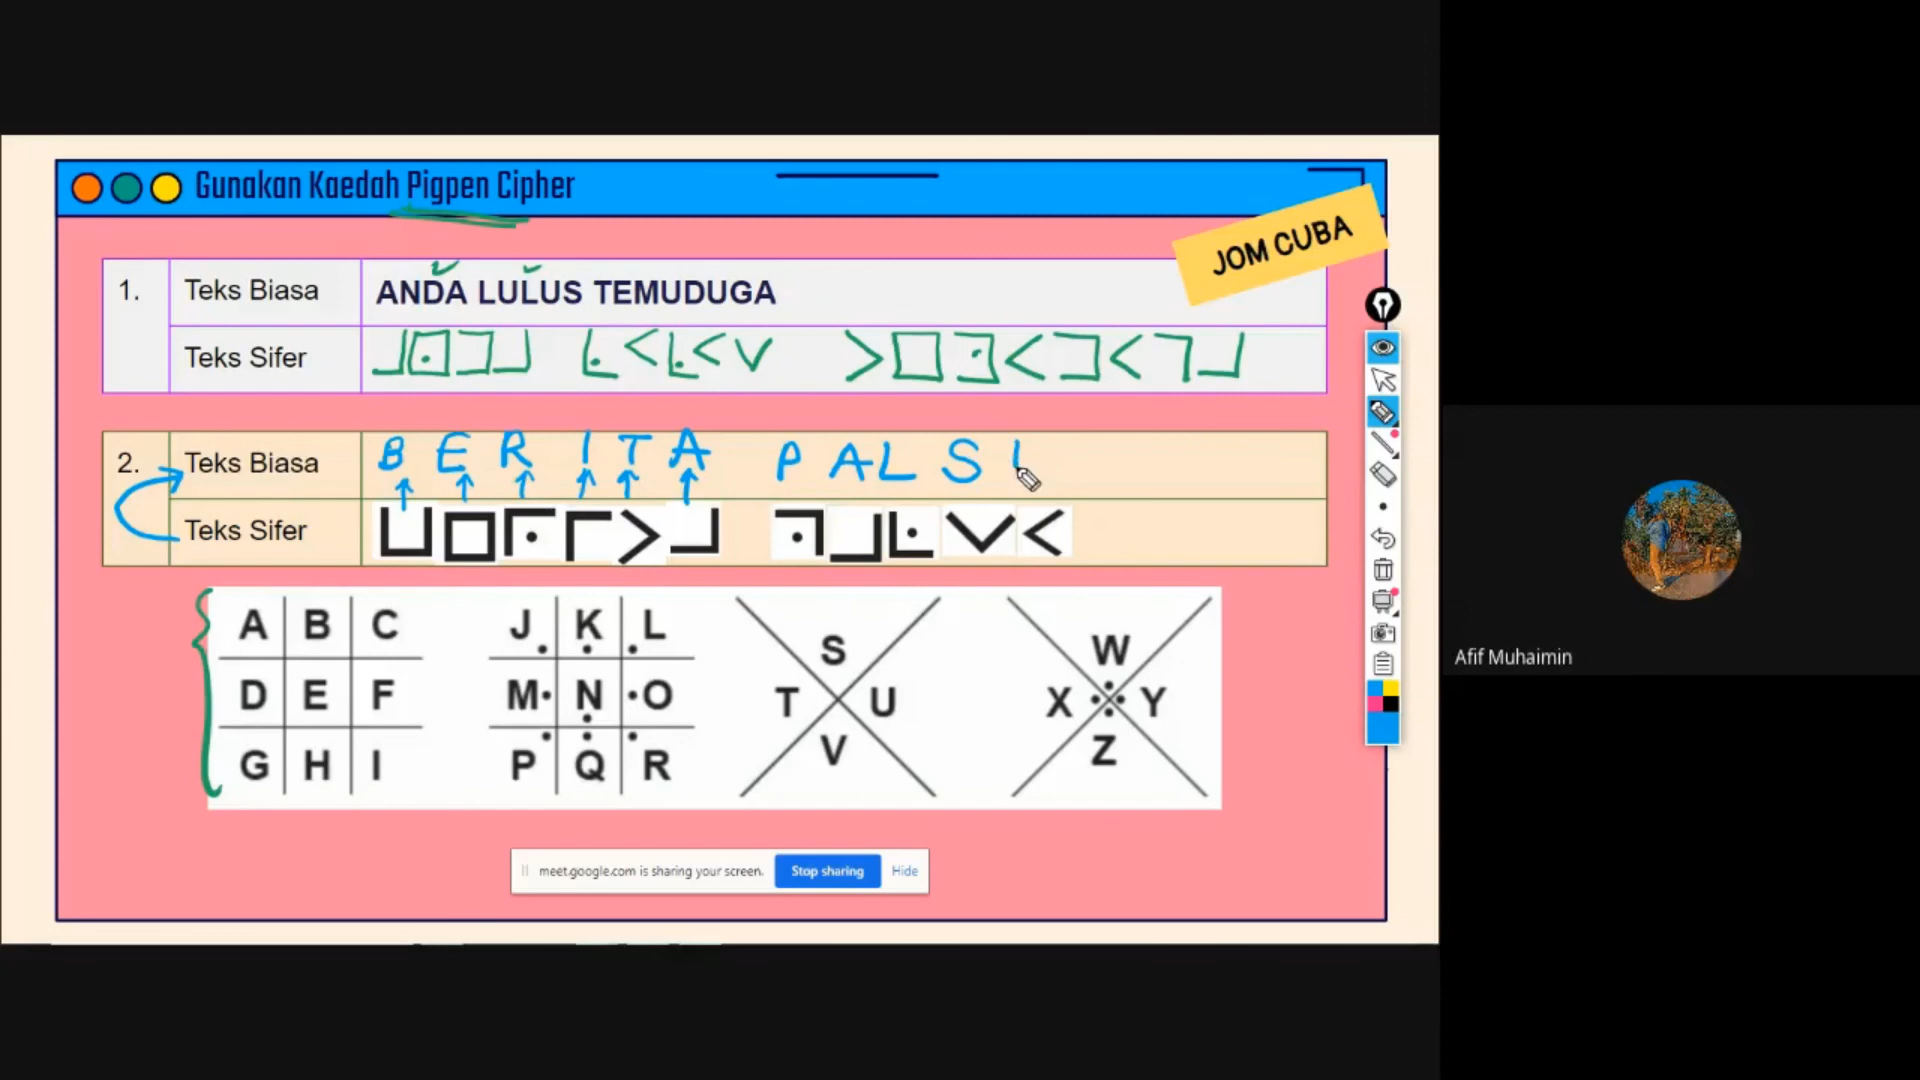 Gunakan Kaedah Pigpen Cipher
JOM CUBA
1. Teks Biasa ANDA LULUS TEMUDUGA
Teks Sifer
2. Teks Biasa B E R I T A P A L S
Teks Sifer
A B C J K L
S W
D E F M N O T U X Y
V Z
G H I P Q R
meet.google.com is sharing your screen. Stop sharing Hide
Afif Muhaimin